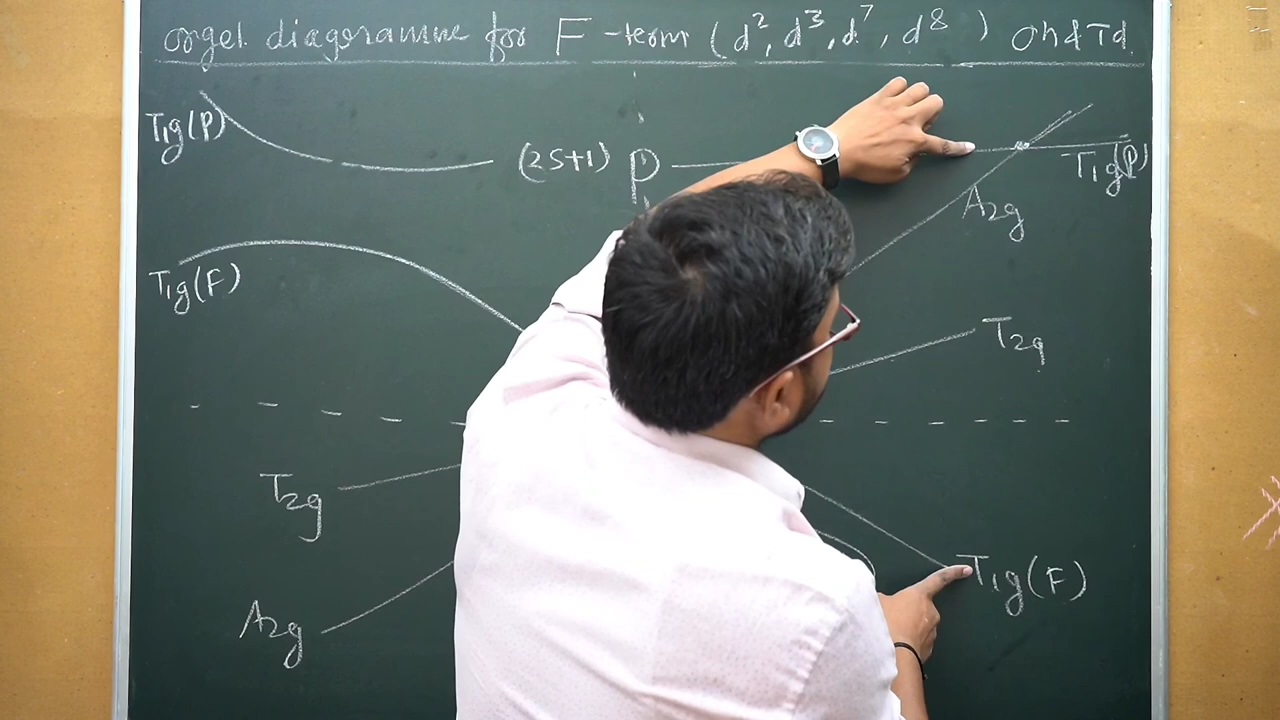 orgel diagramme for F-term (d², d³, d⁷, d⁸) Oh & Td
T₁g(P)
(2S+1) P
T₁g(P)
A₂g
T₁g(F)
T₂g
T₂g
T₁g(F)
A₂g